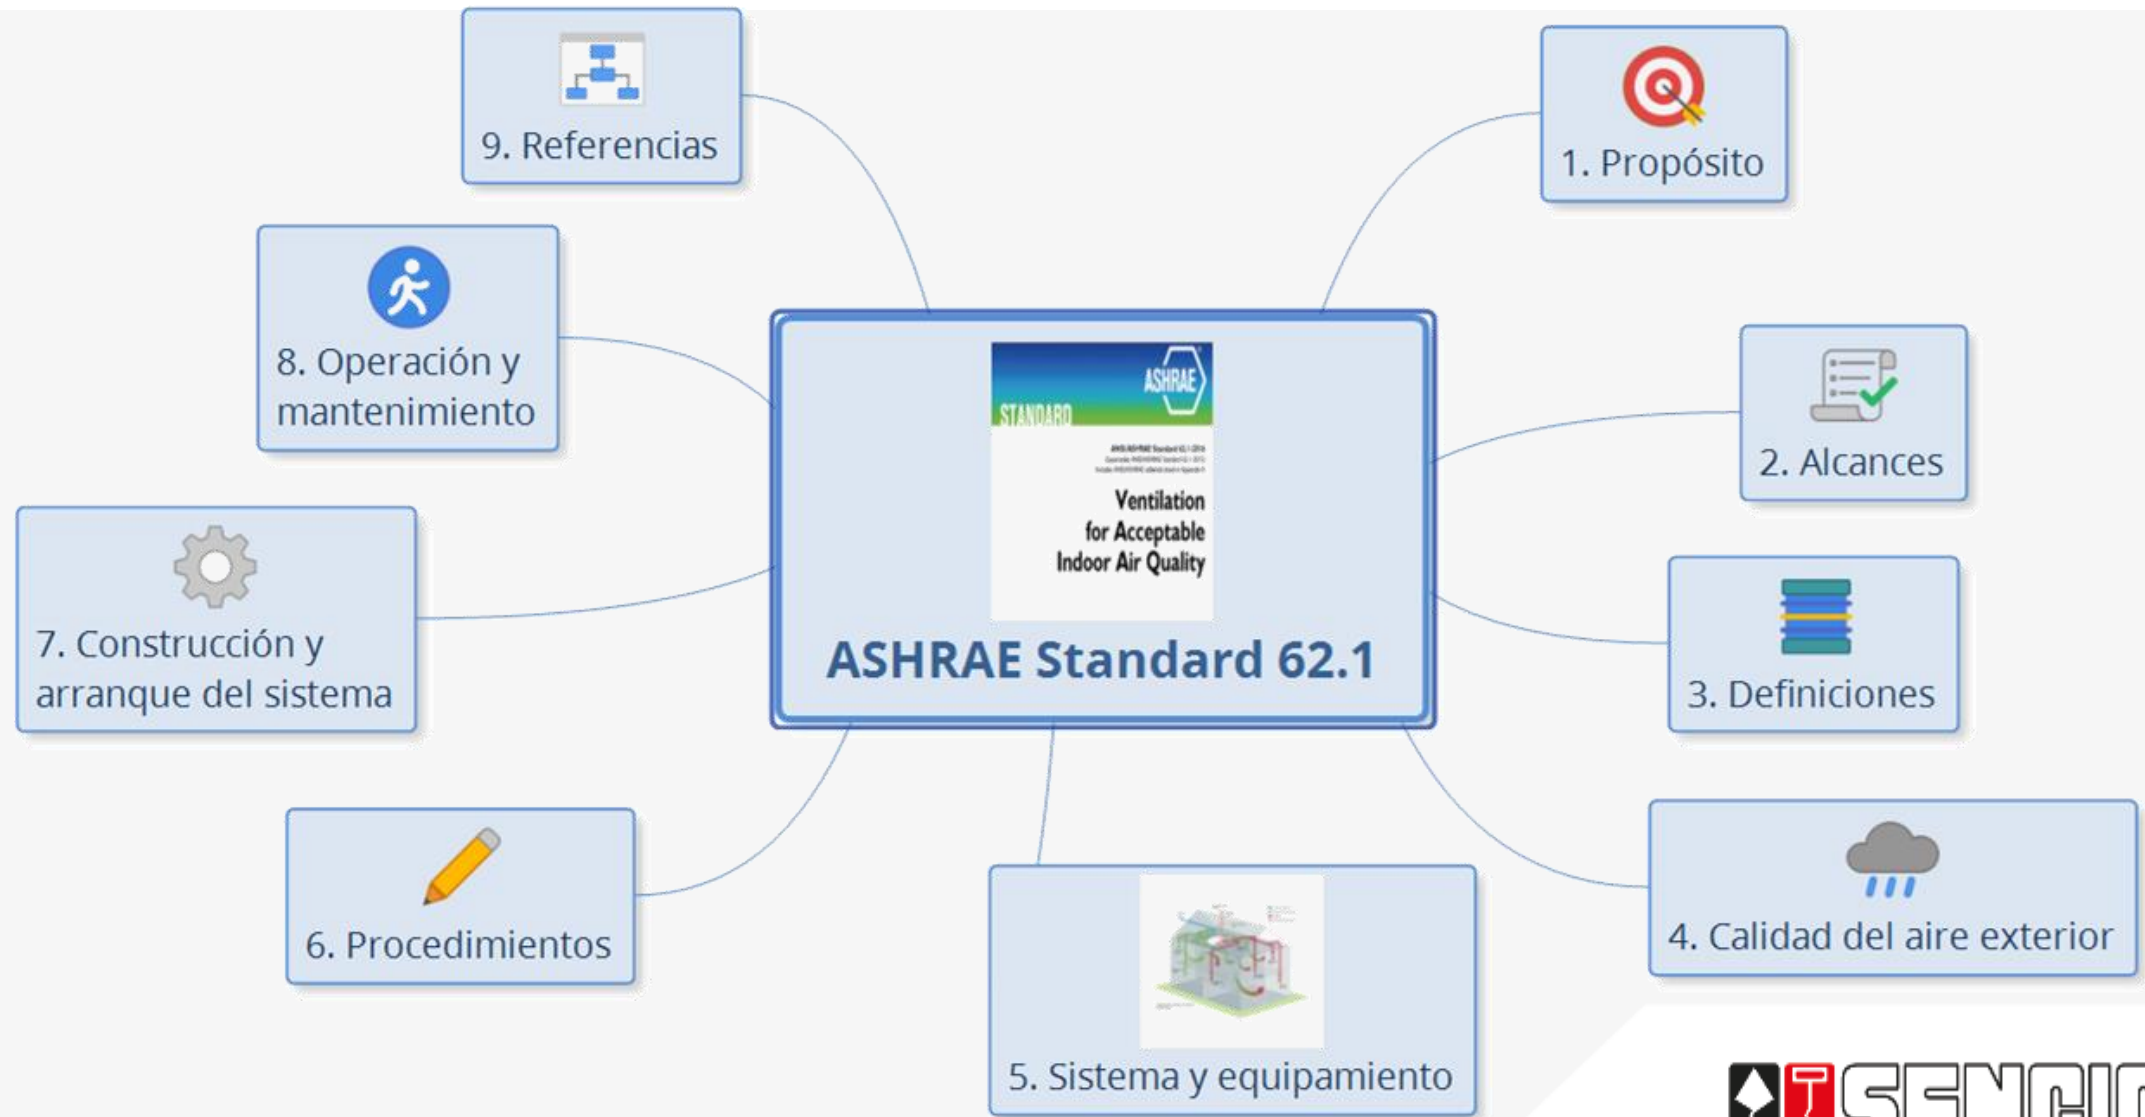 9. Referencias
1. Propósito
8. Operación y
mantenimiento
2. Alcances
ASHRAE
STANDARD
Ventilation
for Acceptable
Indoor Air Quality
ASHRAE Standard 62.1
7. Construcción y
arranque del sistema
3. Definiciones
6. Procedimientos
4. Calidad del aire exterior
5. Sistema y equipamiento